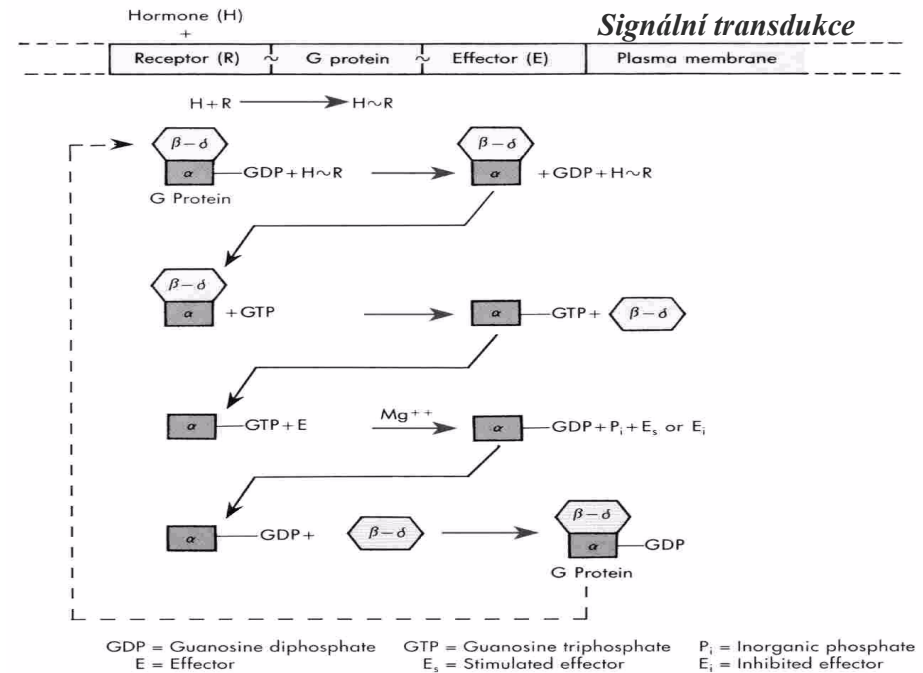 Hormone (H)
+
Signální transdukce
Receptor (R) ~ G protein ~ Effector (E) Plasma membrane
H+R H~R
β–δ β–δ
α GDP+H~R α +GDP+H~R
G Protein
β–δ
α +GTP α GTP+ β–δ
α GTP+E Mg⁺⁺ α GDP+Pᵢ+Eₛ or Eᵢ
β–δ
α GDP+ β–δ α GDP
G Protein
GDP = Guanosine diphosphate GTP = Guanosine triphosphate Pᵢ = Inorganic phosphate
E = Effector Eₛ = Stimulated effector Eᵢ = Inhibited effector